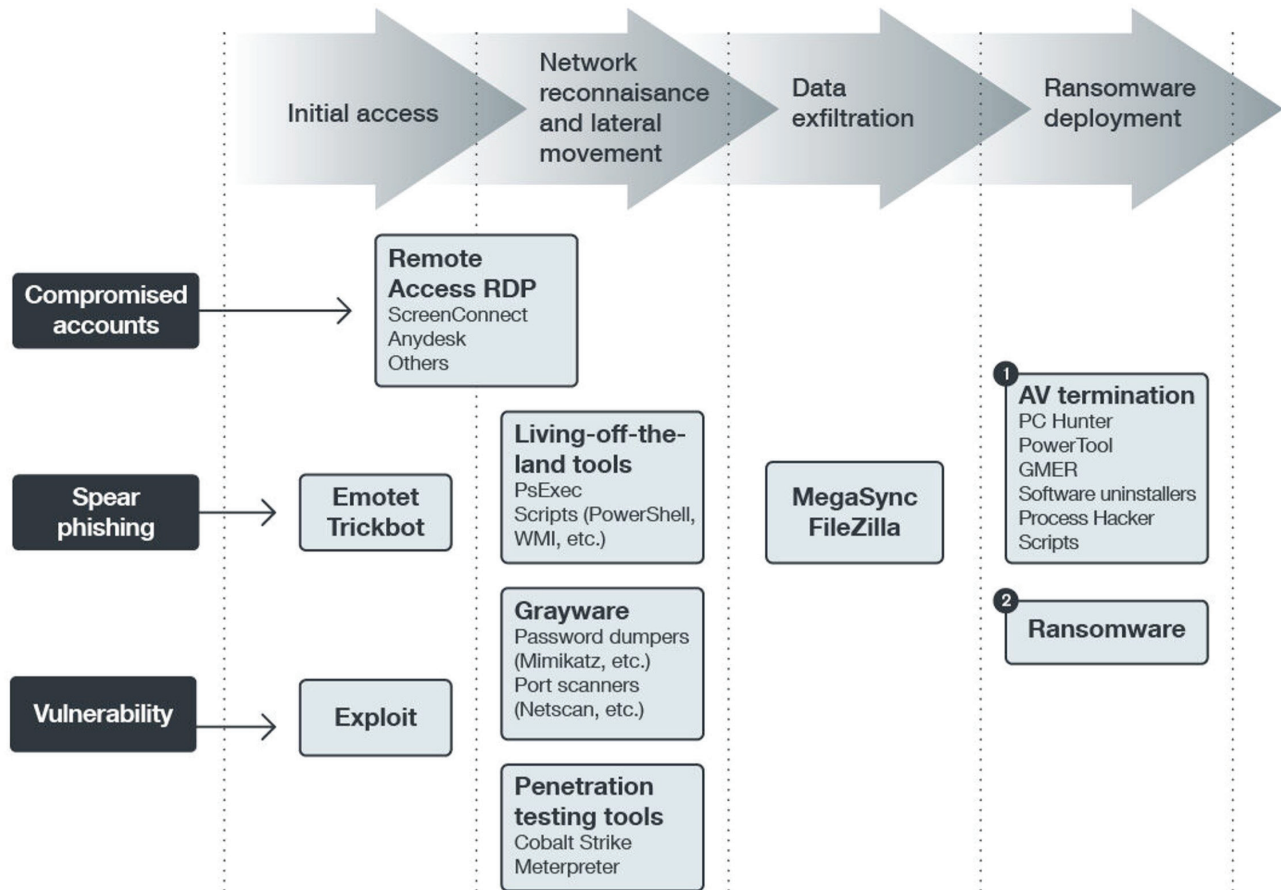 Initial access
Network
reconnaisance
and lateral
movement
Data
exfiltration
Ransomware
deployment
Compromised
accounts
Remote
Access RDP
ScreenConnect
Anydesk
Others
Spear
phishing
Emotet
Trickbot
Living-off-the-
land tools
PsExec
Scripts (PowerShell,
WMI, etc.)
MegaSync
FileZilla
1
AV termination
PC Hunter
PowerTool
GMER
Software uninstallers
Process Hacker
Scripts
Vulnerability
Exploit
Grayware
Password dumpers
(Mimikatz, etc.)
Port scanners
(Netscan, etc.)
2
Ransomware
Penetration
testing tools
Cobalt Strike
Meterpreter